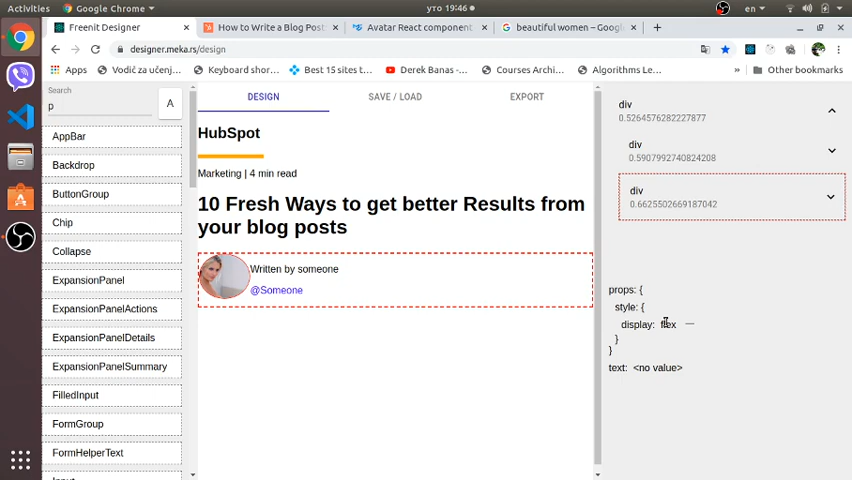 Activities
Google Chrome
уто 19:46
en
Freenit Designer
How to Write a Blog Post:
Avatar React component
beautiful women – Google
designer.meka.rs/design
Apps
Vodič za učenj...
Keyboard shor...
Best 15 sites t...
Derek Banas —...
Courses Archi...
Algorithms Le...
»
Other bookmarks
Search
p
A
AppBar
Backdrop
ButtonGroup
Chip
Collapse
ExpansionPanel
ExpansionPanelActions
ExpansionPanelDetails
ExpansionPanelSummary
FilledInput
FormGroup
FormHelperText
DESIGN
SAVE / LOAD
EXPORT
HubSpot
Marketing | 4 min read
10 Fresh Ways to get better Results from
your blog posts
Written by someone
@Someone
div
0.5264576282227877
div
0.5907992740824208
div
0.6625502669187042
props: {
style: {
display: flex
}
}
text: <no value>